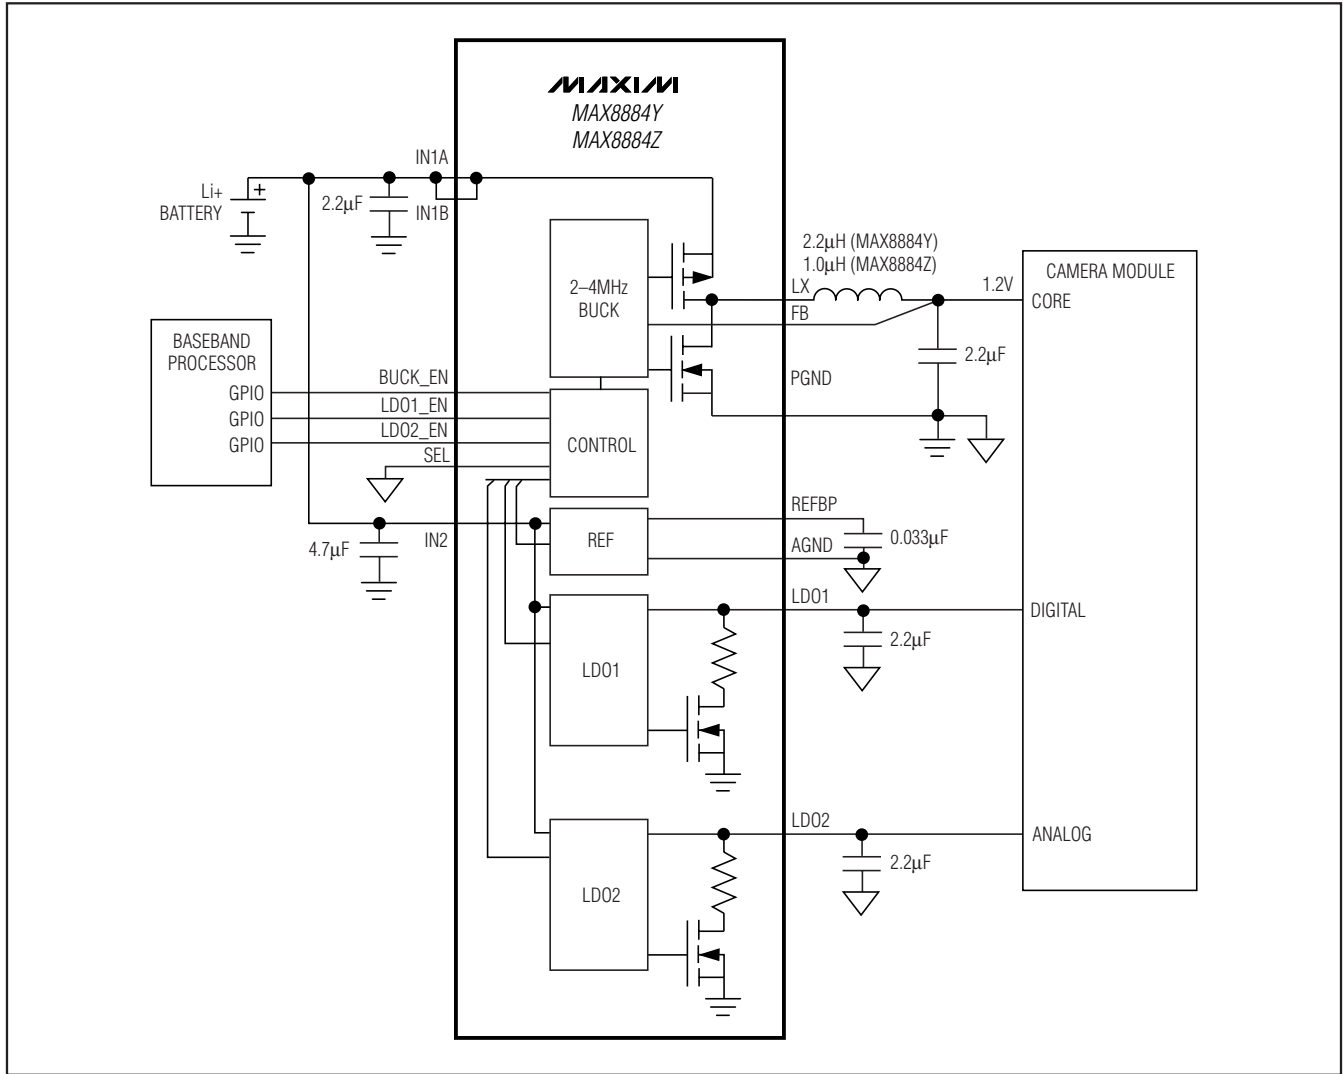 MAXIM
MAX8884Y
MAX8884Z
IN1A
Li+
BATTERY
+
2.2µF
IN1B
2–4MHz
BUCK
2.2µH (MAX8884Y)
1.0µH (MAX8884Z)
LX
FB
1.2V
CAMERA MODULE
CORE
2.2µF
PGND
BASEBAND
PROCESSOR
GPIO
GPIO
GPIO
BUCK_EN
LDO1_EN
LDO2_EN
SEL
CONTROL
4.7µF
IN2
REF
REFBP
AGND
0.033µF
LDO1
LDO1
2.2µF
DIGITAL
LDO2
LDO2
2.2µF
ANALOG